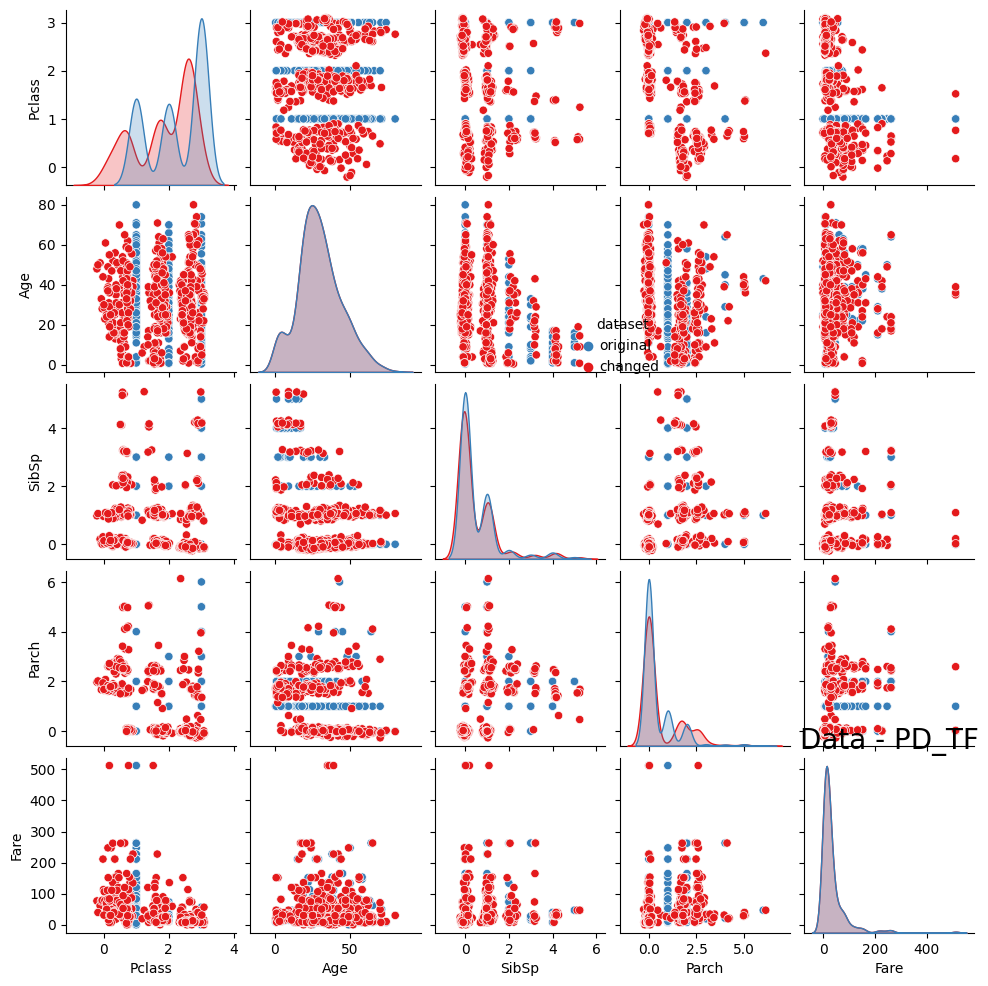 3
2
1
0
Pclass
80
60
40
20
0
Age
dataset
original
changed
4
2
0
SibSp
6
4
2
0
Parch
Data - PD_TF
500
400
300
200
100
0
Fare
0 2 4 0 50 0 2 4 6 0.0 2.5 5.0 0 200 400
Pclass Age SibSp Parch Fare